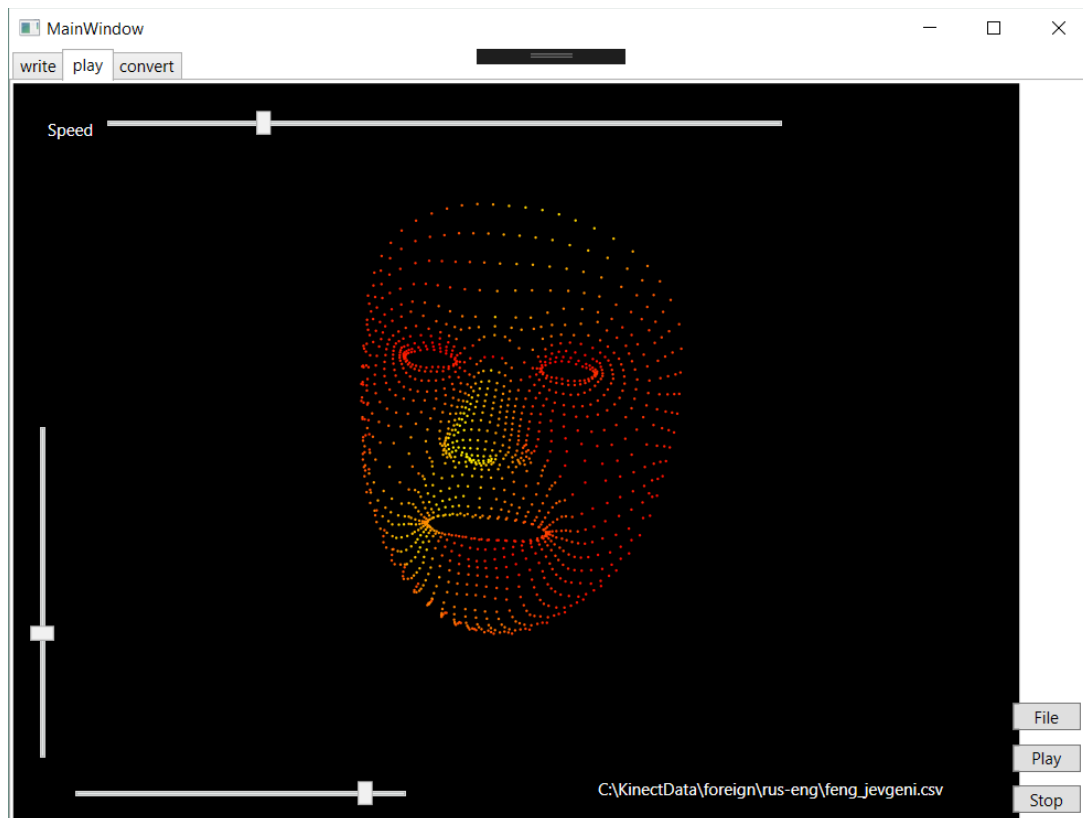 MainWindow
write play convert
Speed
File
Play
C:\KinectData\foreign\rus-eng\feng_jevgeni.csv
Stop